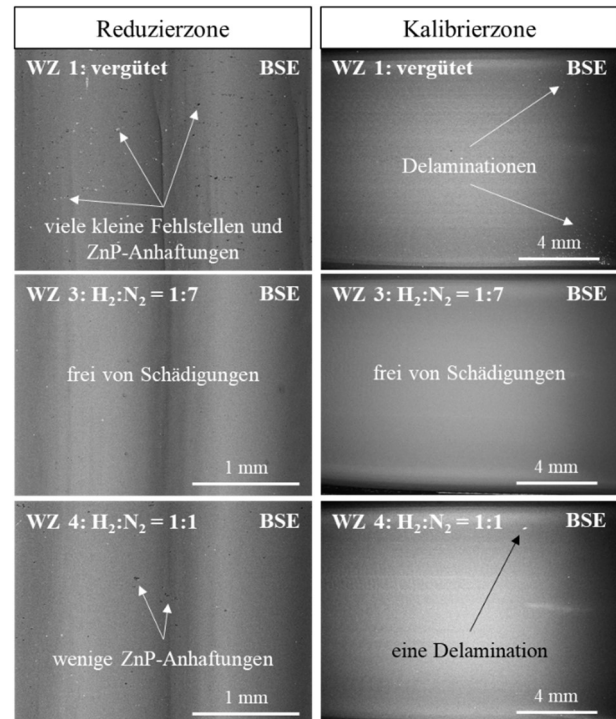 Reduzierzone
Kalibrierzone
WZ 1: vergütet BSE
viele kleine Fehlstellen und
ZnP-Anhaftungen
WZ 1: vergütet BSE
Delaminationen
4 mm
WZ 3: H₂:N₂ = 1:7 BSE
frei von Schädigungen
1 mm
WZ 3: H₂:N₂ = 1:7 BSE
frei von Schädigungen
4 mm
WZ 4: H₂:N₂ = 1:1 BSE
wenige ZnP-Anhaftungen
1 mm
WZ 4: H₂:N₂ = 1:1 BSE
eine Delamination
4 mm